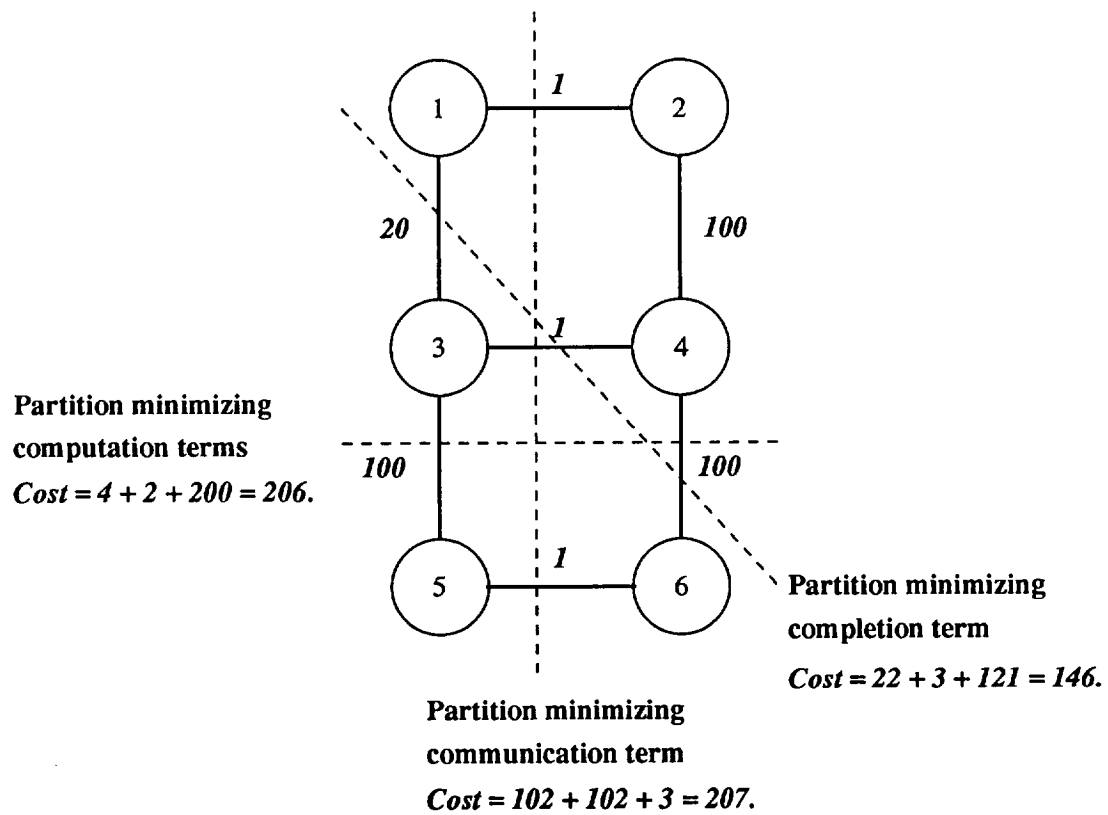 1
1
2
20
100
3
1
4
Partition minimizing
computation terms
Cost = 4 + 2 + 200 = 206.
100
100
5
1
6
Partition minimizing
completion term
Cost = 22 + 3 + 121 = 146.
Partition minimizing
communication term
Cost = 102 + 102 + 3 = 207.